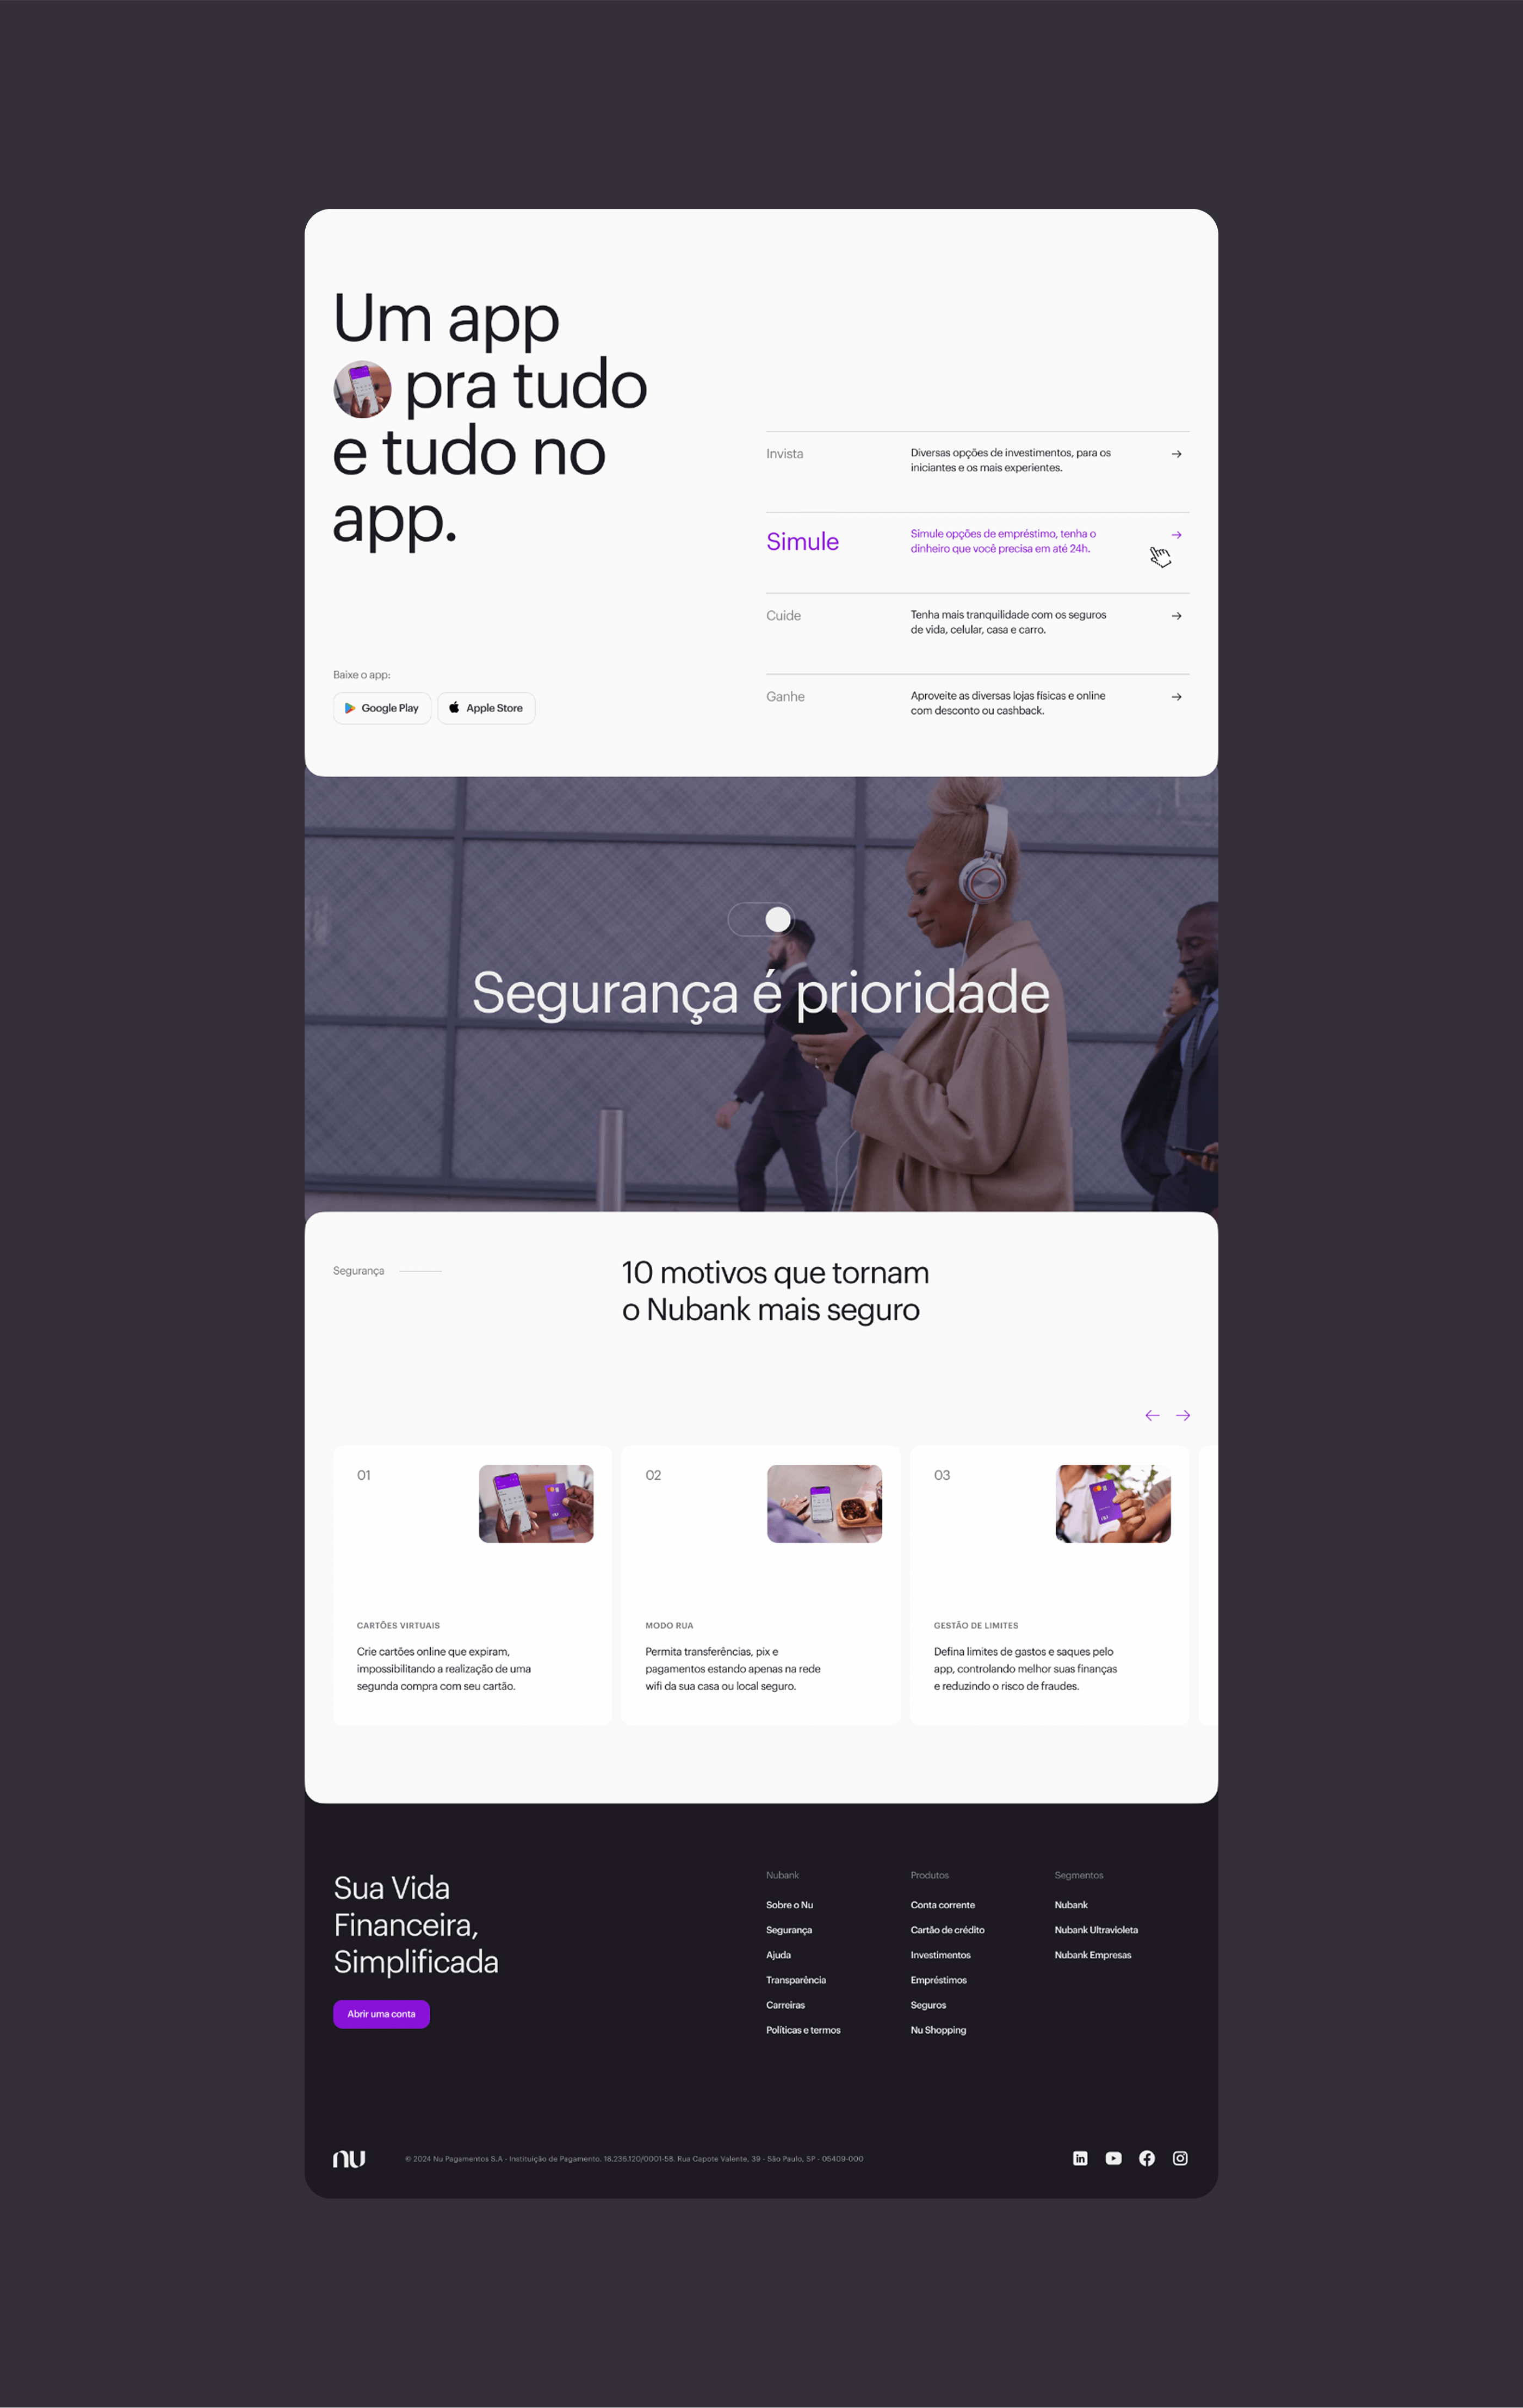 Um app
pra tudo
e tudo no
app.
Baixe o app:
Google Play
Apple Store
Invista
Diversas opções de investimentos, para os
iniciantes e os mais experientes.
Simule
Simule opções de empréstimo, tenha o
dinheiro que você precisa em até 24h.
Cuide
Tenha mais tranquilidade com os seguros
de vida, celular, casa e carro.
Ganhe
Aproveite as diversas lojas físicas e online
com desconto ou cashback.
Segurança é prioridade
Segurança
10 motivos que tornam
o Nubank mais seguro
01
CARTÕES VIRTUAIS
Crie cartões online que expiram,
impossibilitando a realização de uma
segunda compra com seu cartão.
02
MODO RUA
Permita transferências, pix e
pagamentos estando apenas na rede
wifi da sua casa ou local seguro.
03
GESTÃO DE LIMITES
Defina limites de gastos e saques pelo
app, controlando melhor suas finanças
e reduzindo o risco de fraudes.
Sua Vida
Financeira,
Simplificada
Abrir uma conta
Nubank
Sobre o Nu
Segurança
Ajuda
Transparência
Carreiras
Políticas e termos
Produtos
Conta corrente
Cartão de crédito
Investimentos
Empréstimos
Seguros
Nu Shopping
Segmentos
Nubank
Nubank Ultravioleta
Nubank Empresas
nu
© 2024 Nu Pagamentos S.A - Instituição de Pagamento. 18.236.120/0001-58. Rua Capote Valente, 39 - São Paulo, SP - 05409-000
in